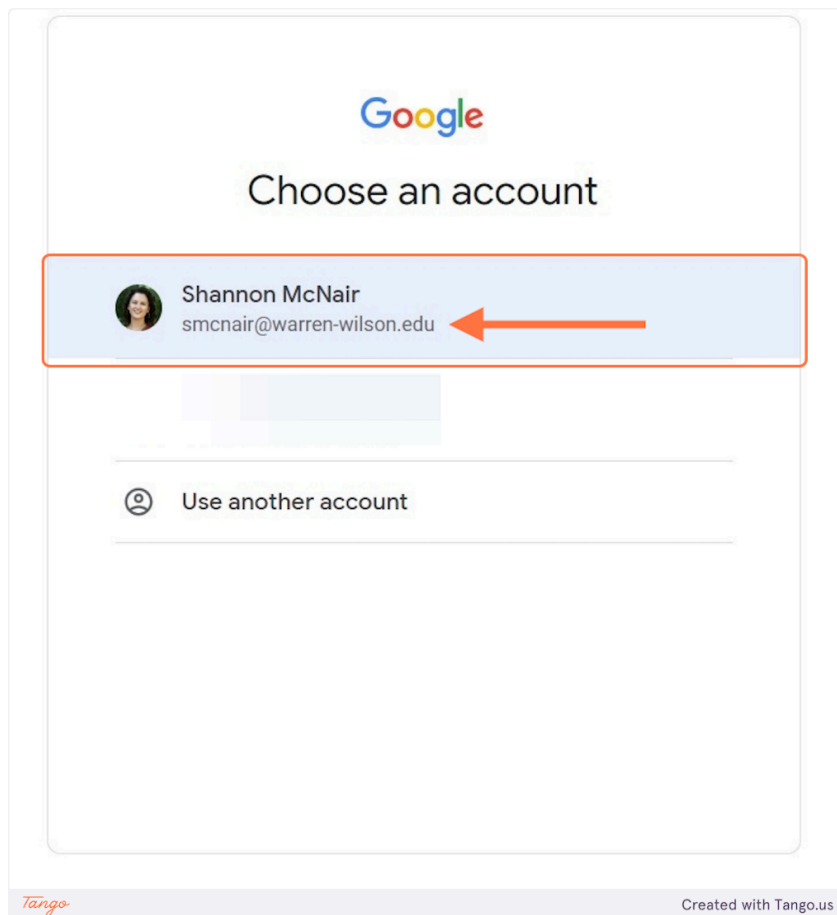 Google
Choose an account
Shannon McNair
smcnair@warren-wilson.edu
Use another account
Tango
Created with Tango.us